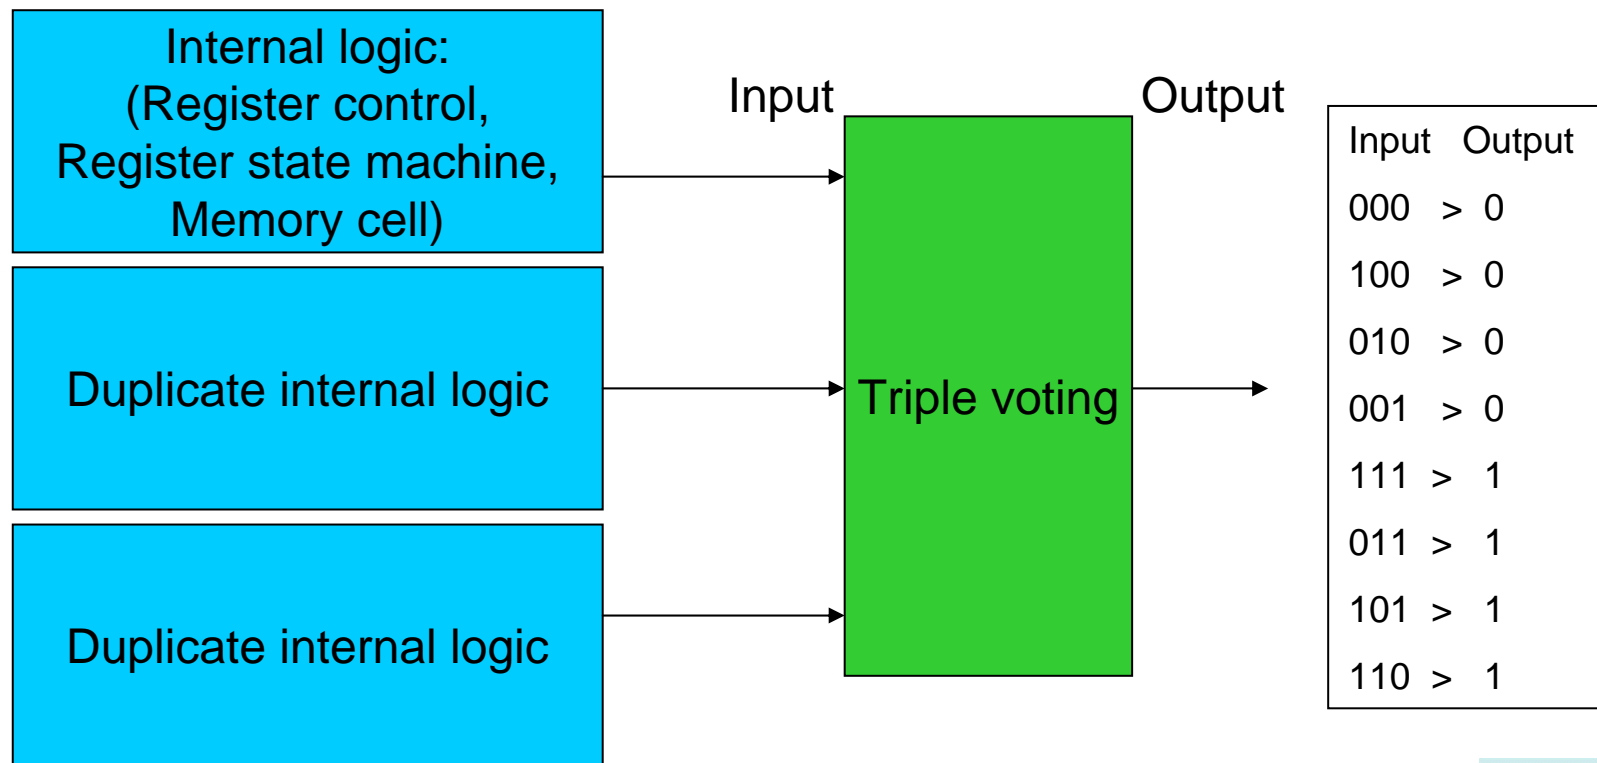 Internal logic:
(Register control,
Register state machine,
Memory cell)
Duplicate internal logic
Duplicate internal logic
Input
Triple voting
Output
Input Output
000 > 0
100 > 0
010 > 0
001 > 0
111 > 1
011 > 1
101 > 1
110 > 1